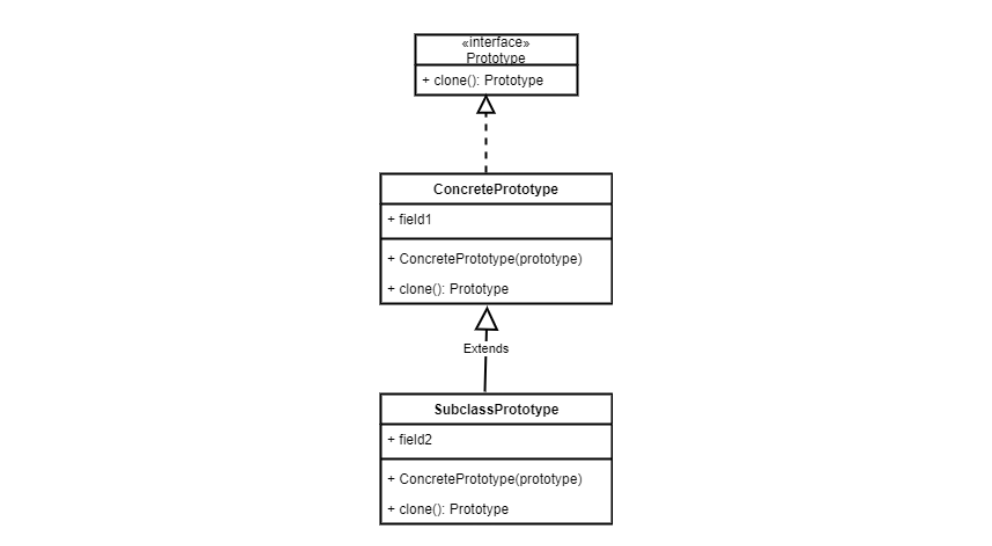 «interface»
Prototype
+ clone(): Prototype
ConcretePrototype
+ field1
+ ConcretePrototype(prototype)
+ clone(): Prototype
Extends
SubclassPrototype
+ field2
+ ConcretePrototype(prototype)
+ clone(): Prototype